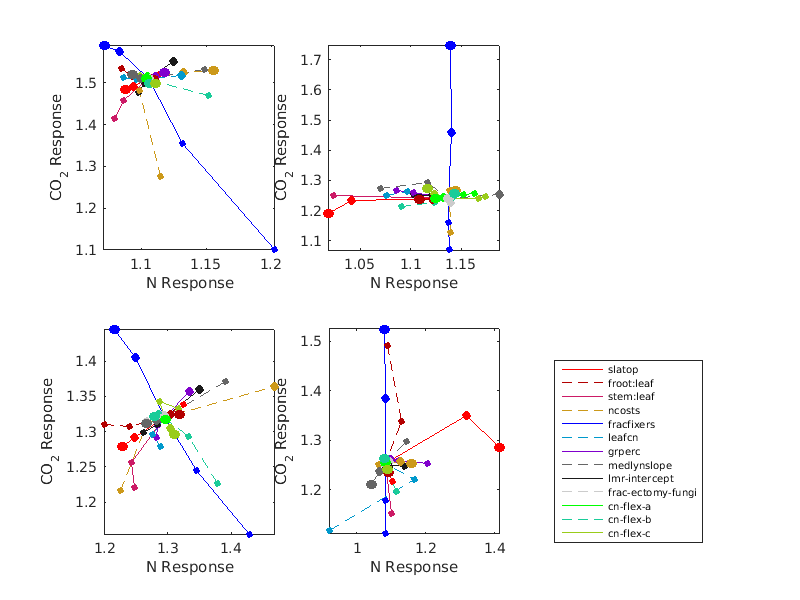 1.5
1.4
1.3
1.2
1.1
CO2 Response
1.1
1.15
1.2
N Response
1.7
1.6
1.5
1.4
1.3
1.2
1.1
CO2 Response
1.05
1.1
1.15
N Response
1.4
1.35
1.3
1.25
1.2
CO2 Response
1.2
1.3
1.4
N Response
1.5
1.4
1.3
1.2
CO2 Response
1
1.2
1.4
N Response
slatop
froot:leaf
stem:leaf
ncosts
fracfixers
leafcn
grperc
medlynslope
lmr-intercept
frac-ectomy-fungi
cn-flex-a
cn-flex-b
cn-flex-c